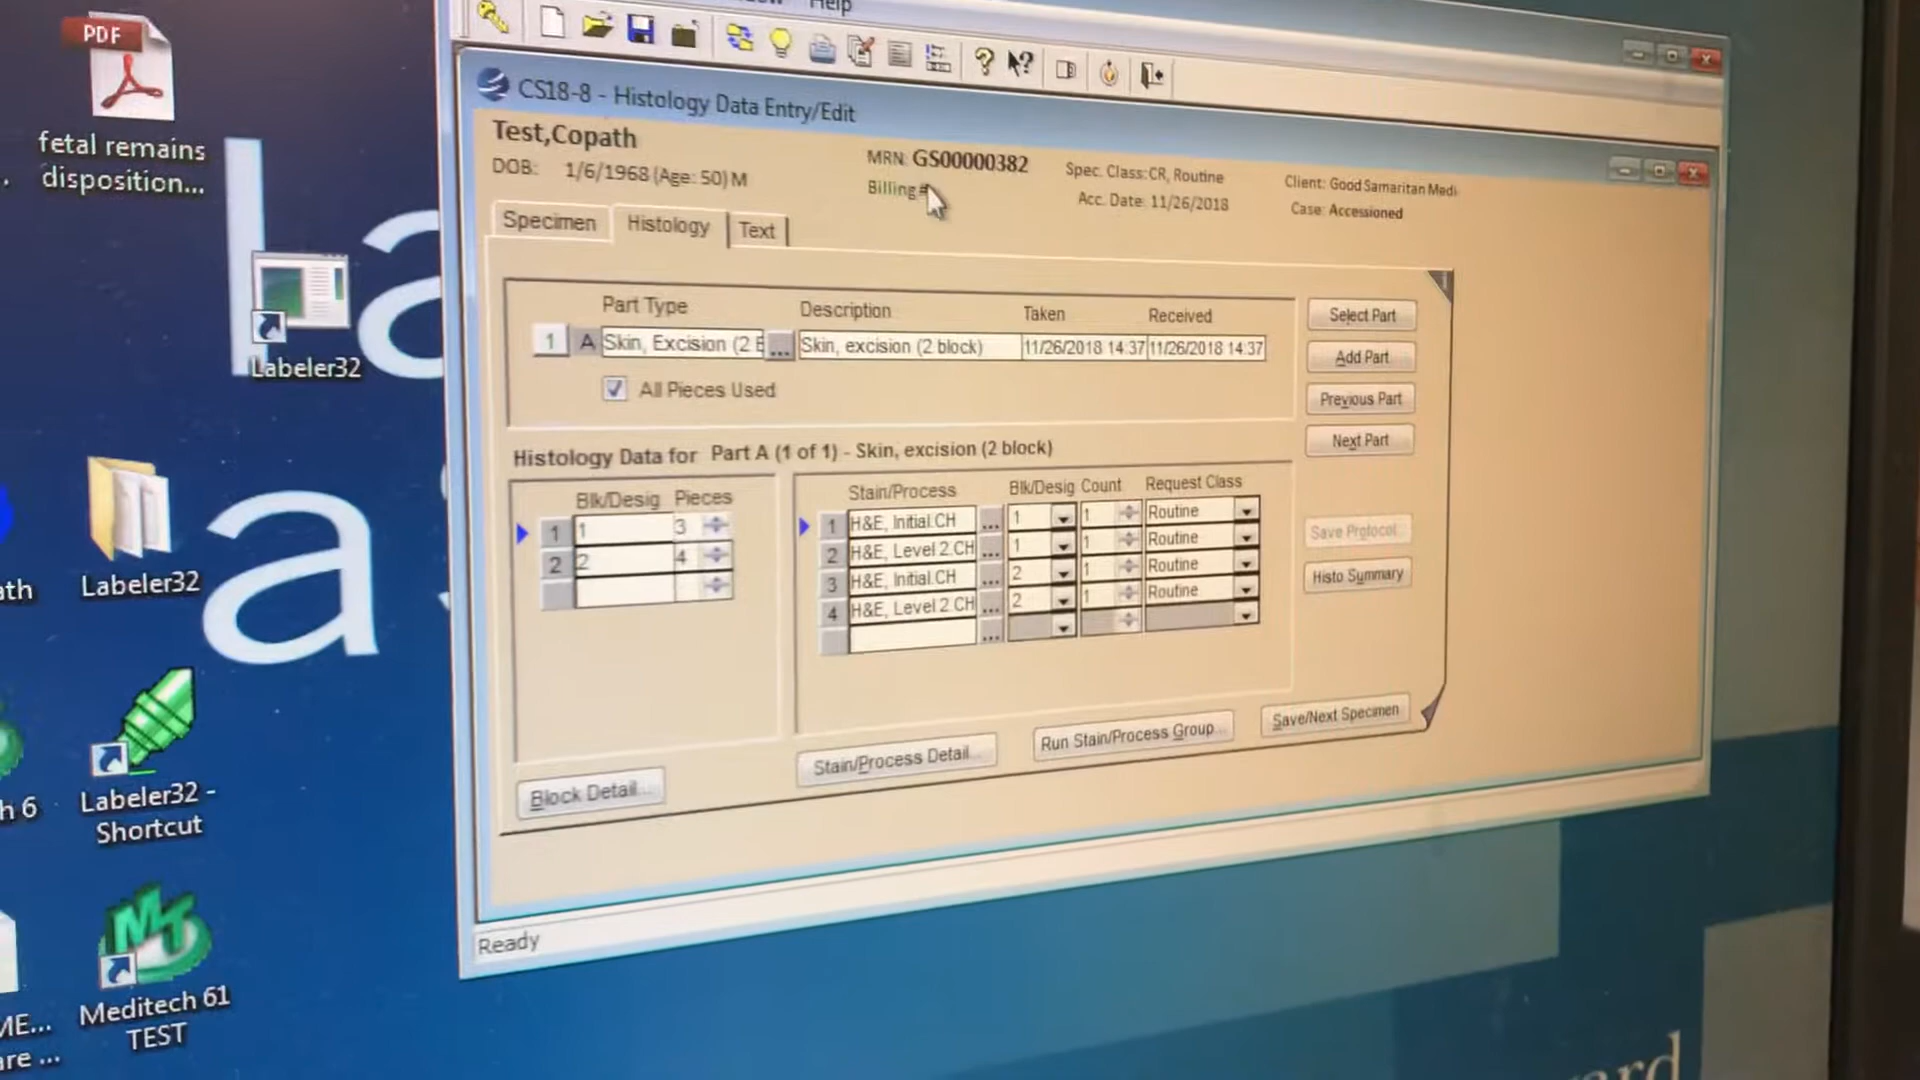 Help
CS18-8 - Histology Data Entry/Edit
Test,Copath
DOB: 1/6/1968 (Age: 50) M
MRN: GS00000382
Billing #
Spec. Class:CR, Routine
Acc. Date: 11/26/2018
Client: Good Samaritan Medi
Case: Accessioned
Specimen Histology Text
Part Type Description Taken Received
1 A Skin, Excision (2 E ... Skin, excision (2 block) 11/26/2018 14:37 11/26/2018 14:37
All Pieces Used
Select Part
Add Part
Previous Part
Next Part
Histology Data for Part A (1 of 1) - Skin, excision (2 block)
Blk/Desig Pieces
1 1 3
2 2 4
Stain/Process Blk/Desig Count Request Class
1 H&E, Initial.CH ... 1 1 Routine
2 H&E, Level 2.CH ... 1 1 Routine
3 H&E, Initial.CH ... 2 1 Routine
4 H&E, Level 2.CH ... 2 1 Routine
...
Save Protocol...
Histo Summary
Block Detail...
Stain/Process Detail...
Run Stain/Process Group...
Save/Next Specimen
Ready
PDF
fetal remains
disposition...
Labeler32
Labeler32
Labeler32 -
Shortcut
MT
Meditech 61
TEST
ath
h 6
ME...
are ...
la
a
ard